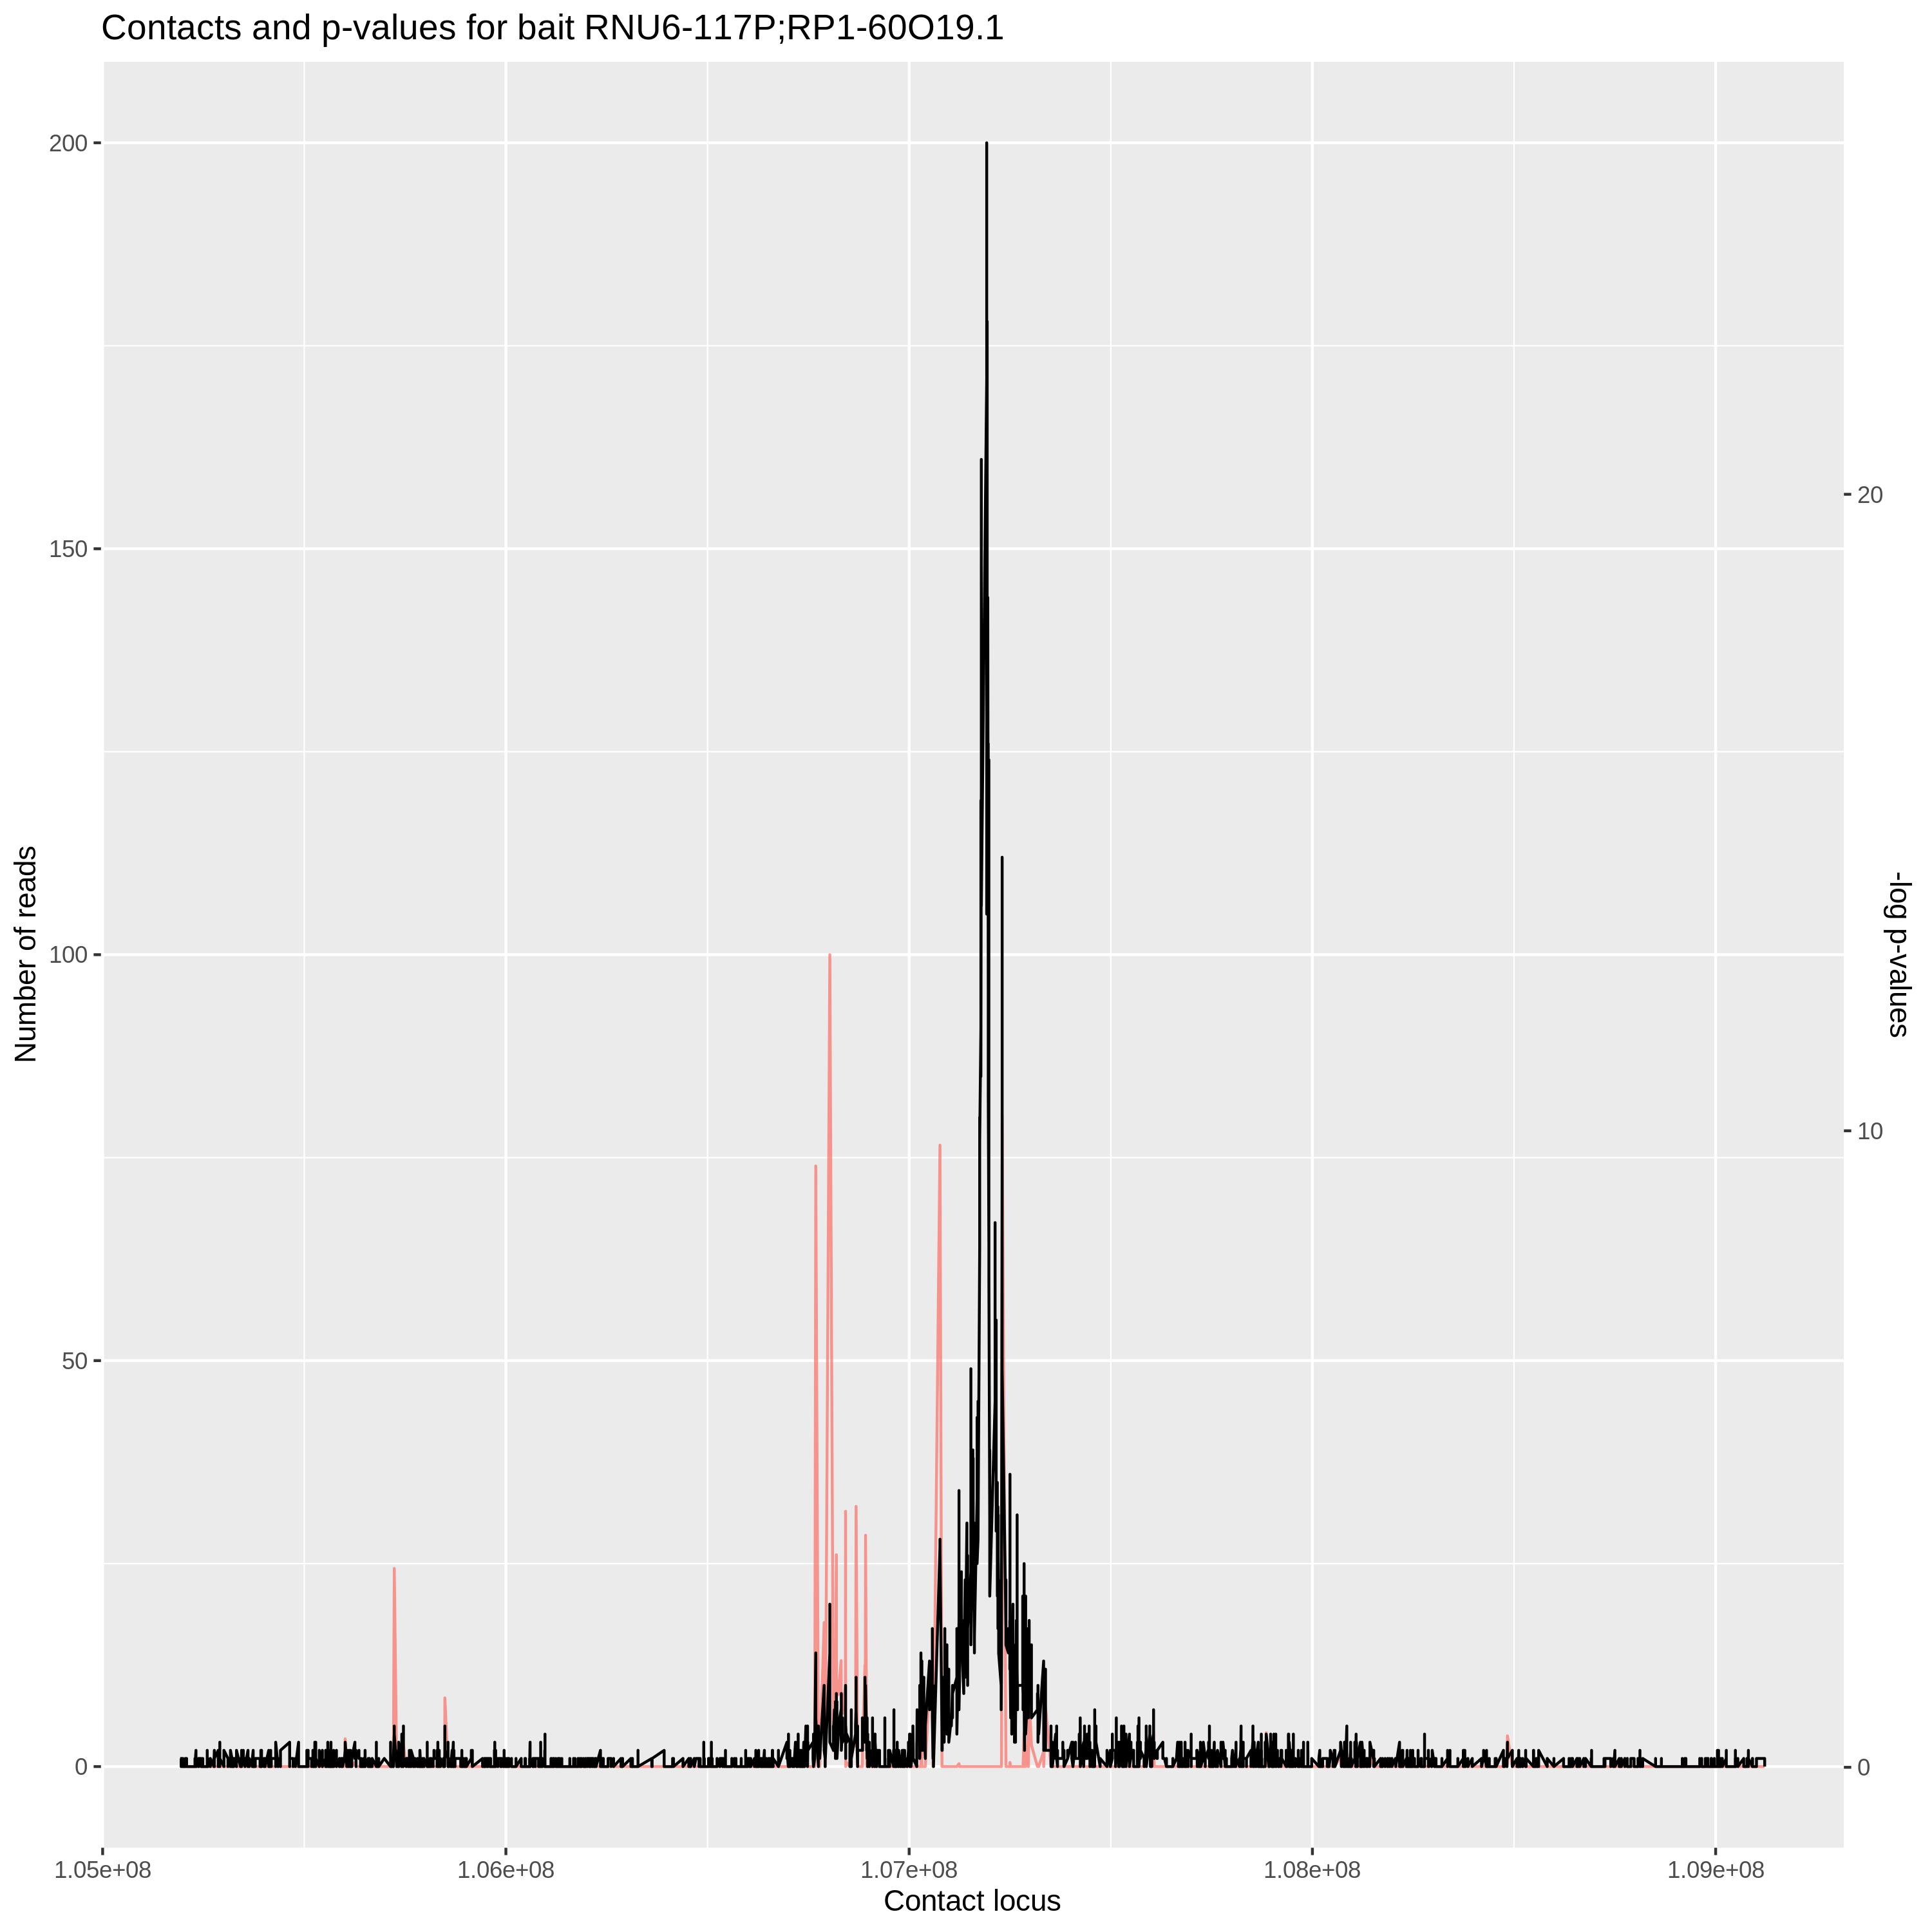 Contacts and p-values for bait RNU6-117P;RP1-60O19.1
200
150
100
50
0
Number of reads
20
10
0
-log p-values
1.05e+08
1.06e+08
1.07e+08
1.08e+08
1.09e+08
Contact locus